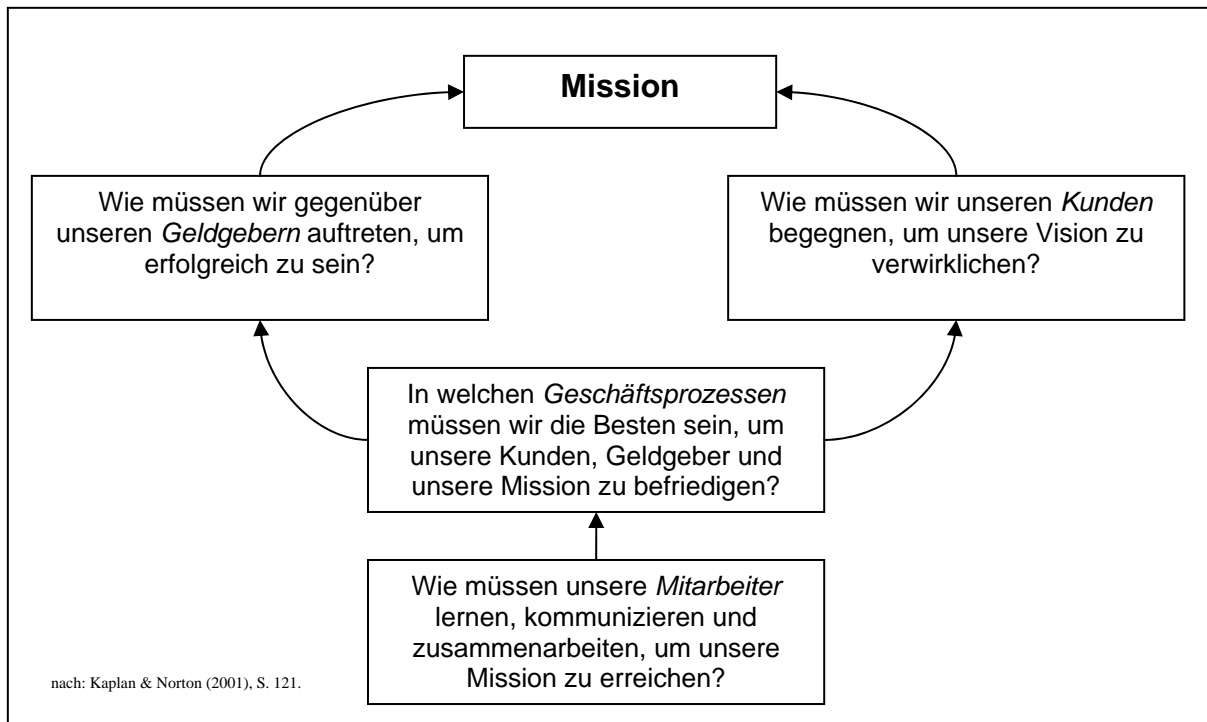 Mission
Wie müssen wir gegenüber
unseren Geldgebern auftreten, um
erfolgreich zu sein?
Wie müssen wir unseren Kunden
begegnen, um unsere Vision zu
verwirklichen?
In welchen Geschäftsprozessen
müssen wir die Besten sein, um
unsere Kunden, Geldgeber und
unsere Mission zu befriedigen?
Wie müssen unsere Mitarbeiter
lernen, kommunizieren und
zusammenarbeiten, um unsere
Mission zu erreichen?
nach: Kaplan & Norton (2001), S. 121.